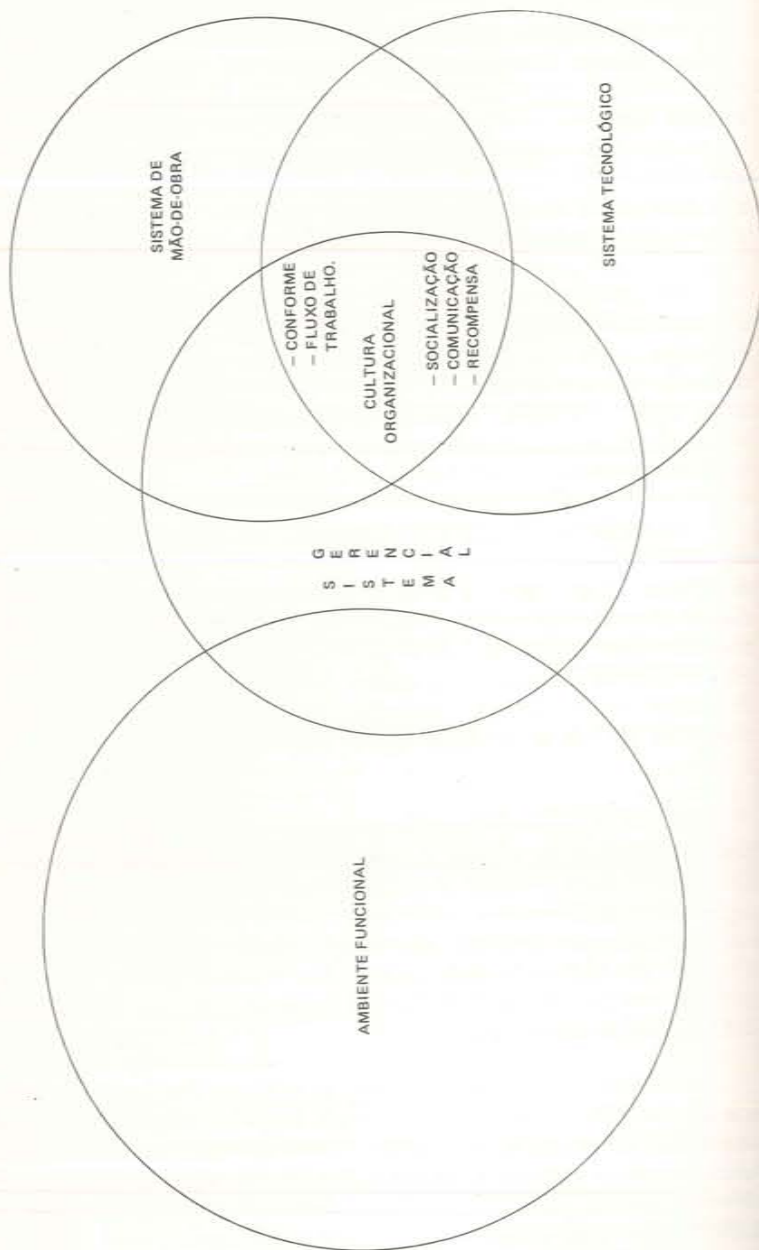 SISTEMA DE
MÃO-DE-OBRA
SISTEMA TECNOLÓGICO
— CONFORME
— FLUXO DE
TRABALHO.
CULTURA
ORGANIZACIONAL
— SOCIALIZAÇÃO
— COMUNICAÇÃO
— RECOMPENSA
SISTEMA
GERENCIAL
AMBIENTE FUNCIONAL